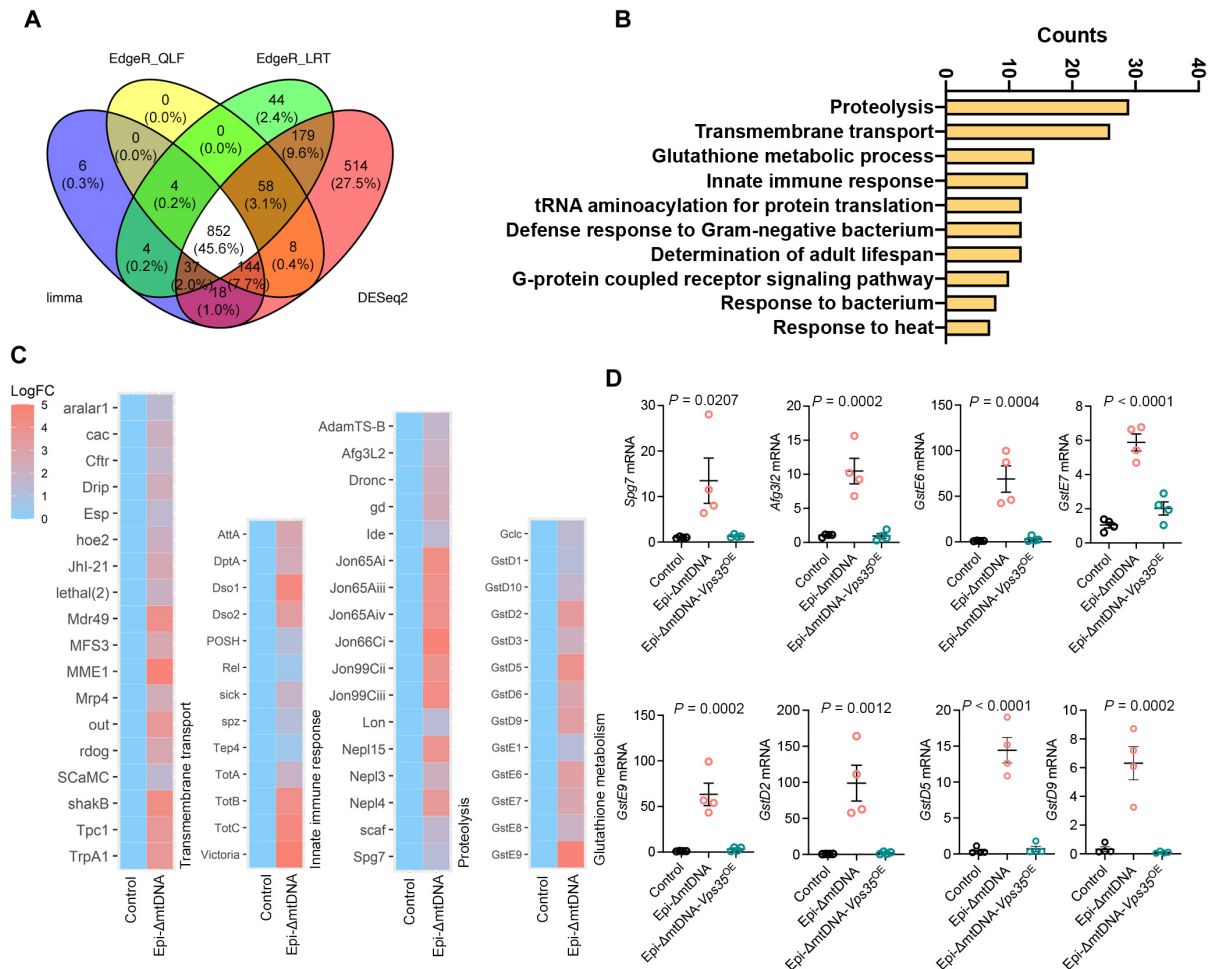 A
EdgeR_QLF
EdgeR_LRT
0
(0.0%)
44
(2.4%)
6
(0.3%)
0
(0.0%)
0
(0.0%)
179
(9.6%)
514
(27.5%)
4
(0.2%)
58
(3.1%)
852
(45.6%)
4
(0.2%)
8
(0.4%)
37
(2.0%)
144
(7.7%)
18
(1.0%)
limma
DESeq2
B
Counts
0 10 20 30 40
Proteolysis
Transmembrane transport
Glutathione metabolic process
Innate immune response
tRNA aminoacylation for protein translation
Defense response to Gram-negative bacterium
Determination of adult lifespan
G-protein coupled receptor signaling pathway
Response to bacterium
Response to heat
C
LogFC
5
4
3
2
1
0
aralar1
cac
Cftr
Drip
Esp
hoe2
Jhl-21
lethal(2)
Mdr49
MFS3
MME1
Mrp4
out
rdog
SCaMC
shakB
Tpc1
TrpA1
Control
Epi-ΔmtDNA
Transmembrane transport
AttA
DptA
Dso1
Dso2
POSH
Rel
sick
spz
Tep4
TotA
TotB
TotC
Victoria
Control
Epi-ΔmtDNA
Innate immune response
AdamTS-B
Afg3L2
Dronc
gd
Ide
Jon65Ai
Jon65Aiii
Jon65Aiv
Jon66Ci
Jon99Cii
Jon99Ciii
Lon
Nepl15
Nepl3
Nepl4
scaf
Spg7
Control
Epi-ΔmtDNA
Proteolysis
Gclc
GstD1
GstD10
GstD2
GstD3
GstD5
GstD6
GstD9
GstE1
GstE6
GstE7
GstE8
GstE9
Control
Epi-ΔmtDNA
Glutathione metabolism
D
P = 0.0207
Spg7 mRNA
30
20
10
0
Control
Epi-ΔmtDNA
Epi-ΔmtDNA-Vps35OE
P = 0.0002
Afg3l2 mRNA
20
15
10
5
0
Control
Epi-ΔmtDNA
Epi-ΔmtDNA-Vps35OE
P = 0.0004
GstE6 mRNA
150
100
50
0
Control
Epi-ΔmtDNA
Epi-ΔmtDNA-Vps35OE
P < 0.0001
GstE7 mRNA
8
6
4
2
0
Control
Epi-ΔmtDNA
Epi-ΔmtDNA-Vps35OE
P = 0.0002
GstE9 mRNA
150
100
50
0
Control
Epi-ΔmtDNA
Epi-ΔmtDNA-Vps35OE
P = 0.0012
GstD2 mRNA
200
150
100
50
0
Control
Epi-ΔmtDNA
Epi-ΔmtDNA-Vps35OE
P < 0.0001
GstD5 mRNA
20
15
10
5
0
Control
Epi-ΔmtDNA
Epi-ΔmtDNA-Vps35OE
P = 0.0002
GstD9 mRNA
10
8
6
4
2
0
Control
Epi-ΔmtDNA
Epi-ΔmtDNA-Vps35OE